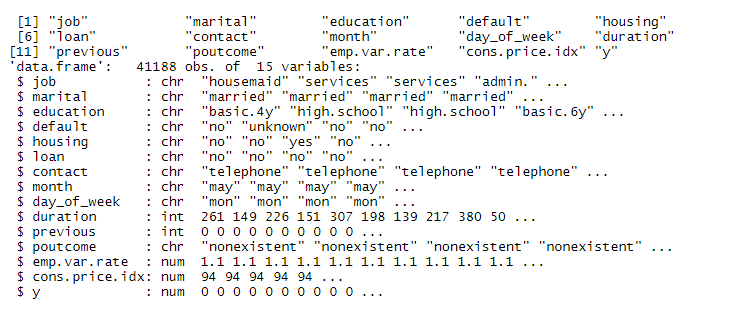 [1] "job" "marital" "education" "default" "housing"
[6] "loan" "contact" "month" "day_of_week" "duration"
[11] "previous" "poutcome" "emp.var.rate" "cons.price.idx" "y"
'data.frame': 41188 obs. of 15 variables:
$ job : chr "housemaid" "services" "services" "admin." ...
$ marital : chr "married" "married" "married" "married" ...
$ education : chr "basic.4y" "high.school" "high.school" "basic.6y" ...
$ default : chr "no" "unknown" "no" "no" ...
$ housing : chr "no" "no" "yes" "no" ...
$ loan : chr "no" "no" "no" "no" ...
$ contact : chr "telephone" "telephone" "telephone" "telephone" ...
$ month : chr "may" "may" "may" "may" ...
$ day_of_week : chr "mon" "mon" "mon" "mon" ...
$ duration : int 261 149 226 151 307 198 139 217 380 50 ...
$ previous : int 0 0 0 0 0 0 0 0 0 0 ...
$ poutcome : chr "nonexistent" "nonexistent" "nonexistent" "nonexistent" ...
$ emp.var.rate : num 1.1 1.1 1.1 1.1 1.1 1.1 1.1 1.1 1.1 1.1 ...
$ cons.price.idx: num 94 94 94 94 94 ...
$ y : num 0 0 0 0 0 0 0 0 0 0 ...